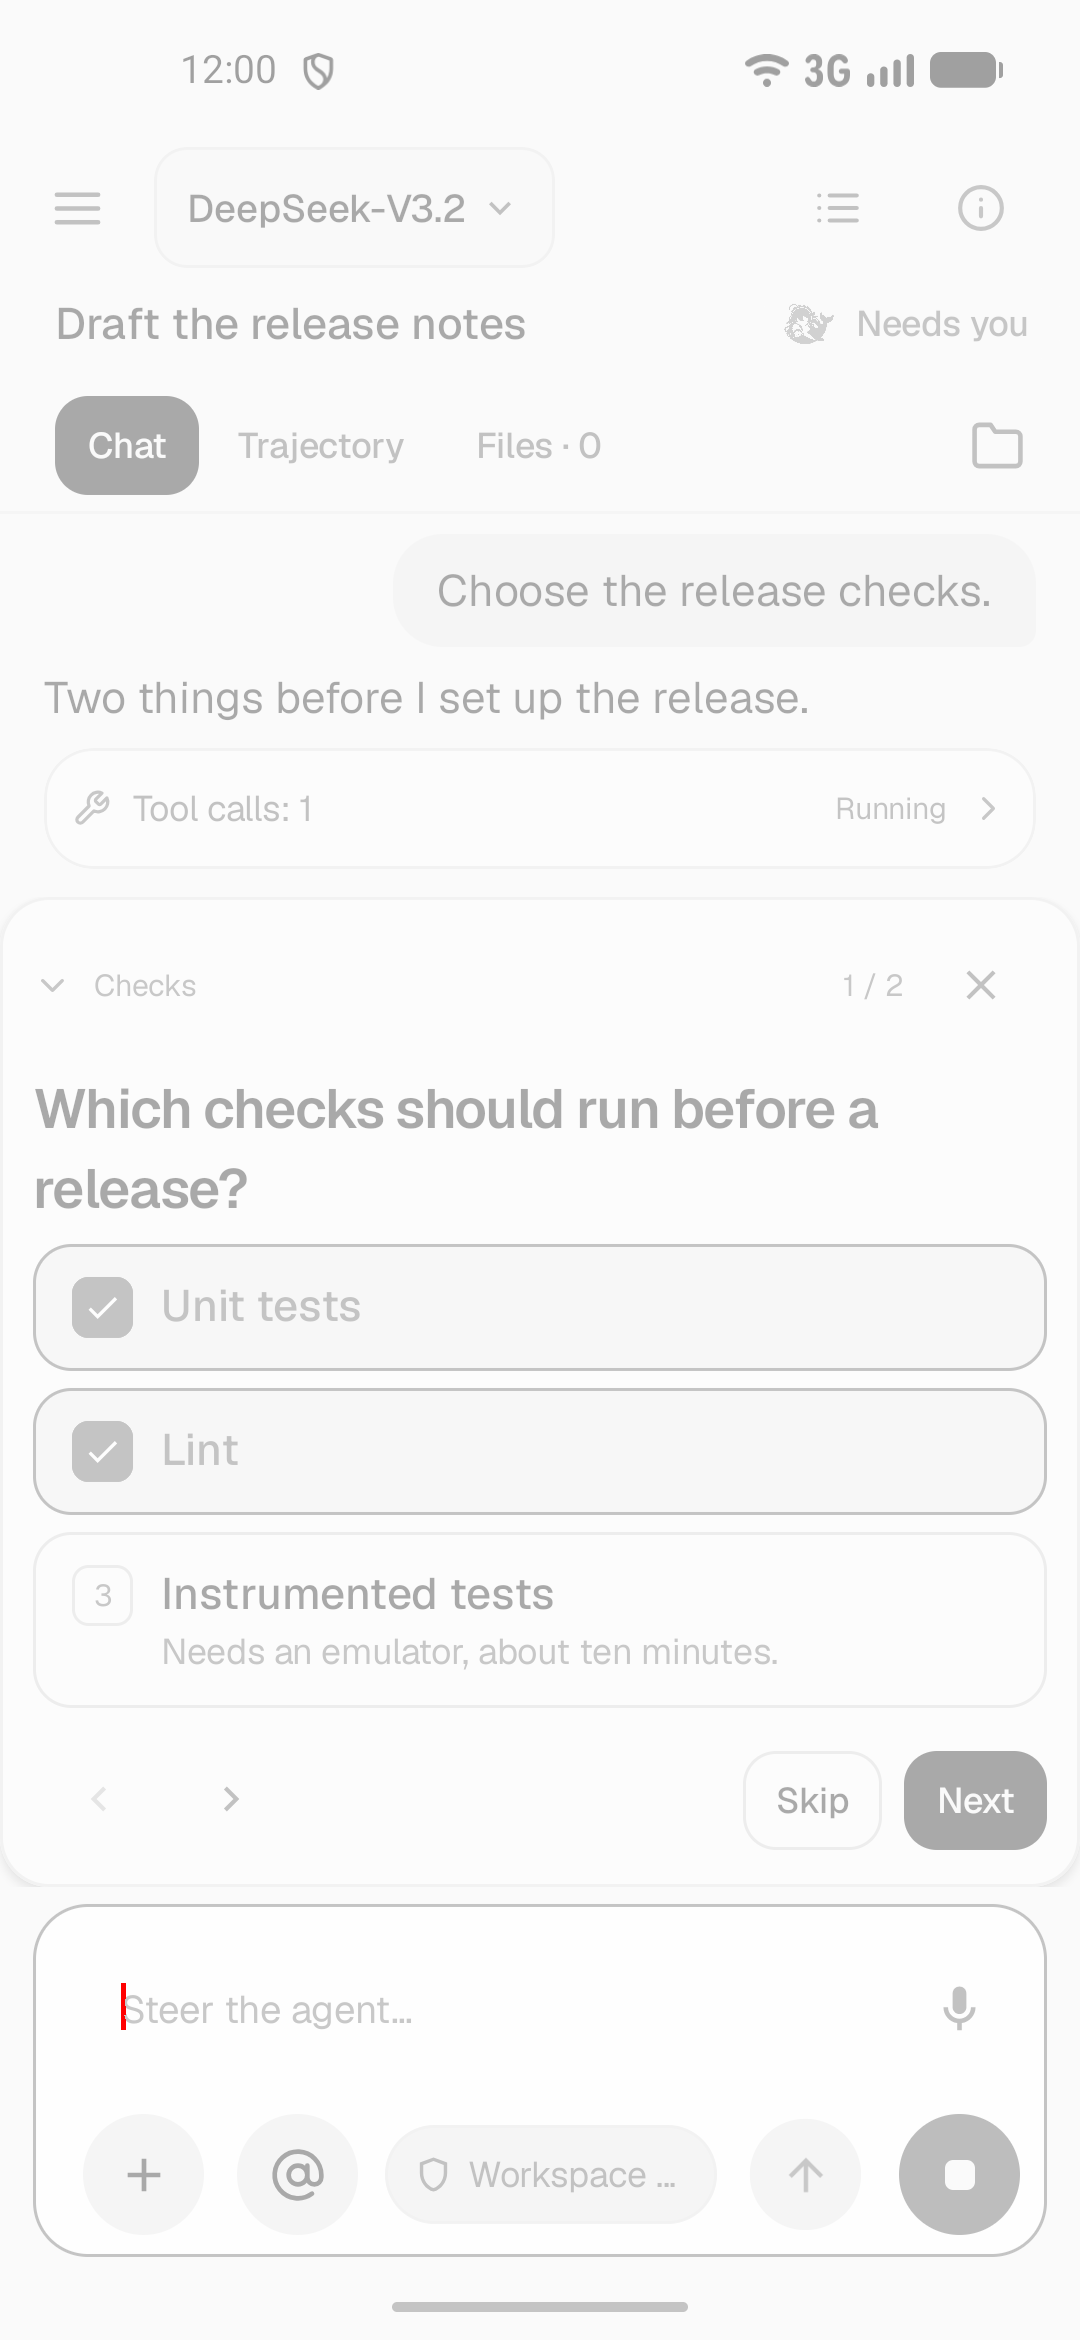 12:00 3G
DeepSeek-V3.2
Draft the release notes Needs you
Chat Trajectory Files · 0
Choose the release checks.
Two things before I set up the release.
Tool calls: 1 Running
Checks 1 / 2
Which checks should run before a
release?
Unit tests
Lint
3 Instrumented tests
Needs an emulator, about ten minutes.
Skip Next
Steer the agent...
Workspace ...